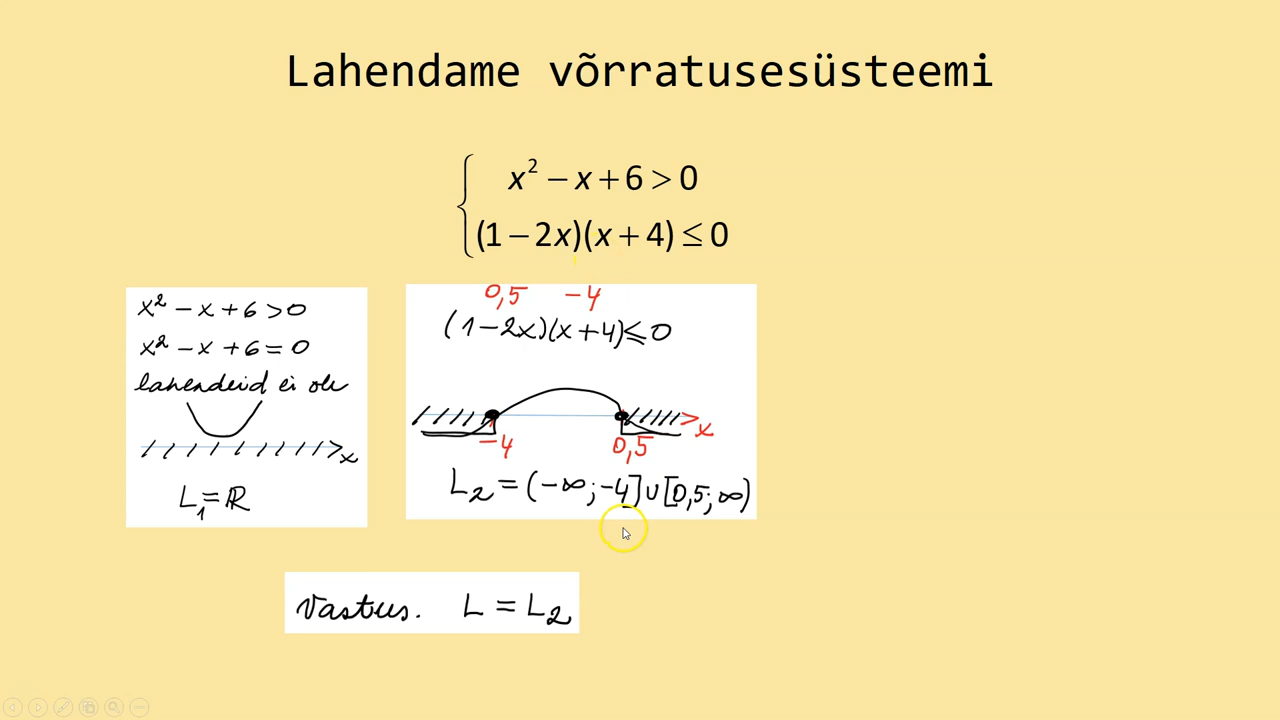 Lahendame võrratusesüsteemi
x² − x + 6 > 0
(1 − 2x)(x + 4) ≤ 0
x² − x + 6 > 0
x² − x + 6 = 0
lahendeid ei ole
x
L₁ = ℝ
0,5 −4
(1−2x)(x+4) ≤ 0
x
−4 0,5
L₂ = (−∞; −4] ∪ [0,5; ∞)
Vastus. L = L₂